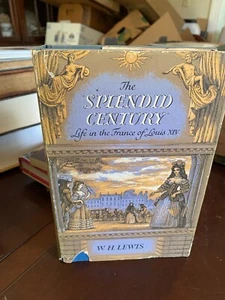 The
SPLENDID
CENTURY
Life in the France of Louis XIV
W. H. LEWIS